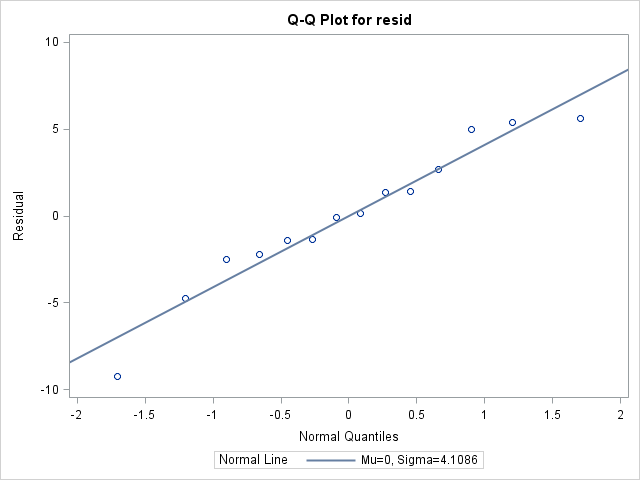 Q-Q Plot for resid
10
5
0
-5
-10
Residual
-2 -1.5 -1 -0.5 0 0.5 1 1.5 2
Normal Quantiles
Normal Line Mu=0, Sigma=4.1086